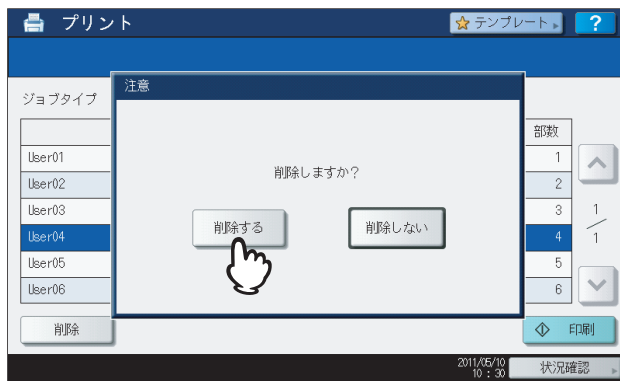 プリント
テンプレート
?
ジョブタイプ
注意
部数
User01
1
User02
2
User03
3
User04
4
User05
5
User06
6
1
1
削除しますか?
削除する
削除しない
削除
印刷
2011/05/10
10 : 30
状況確認